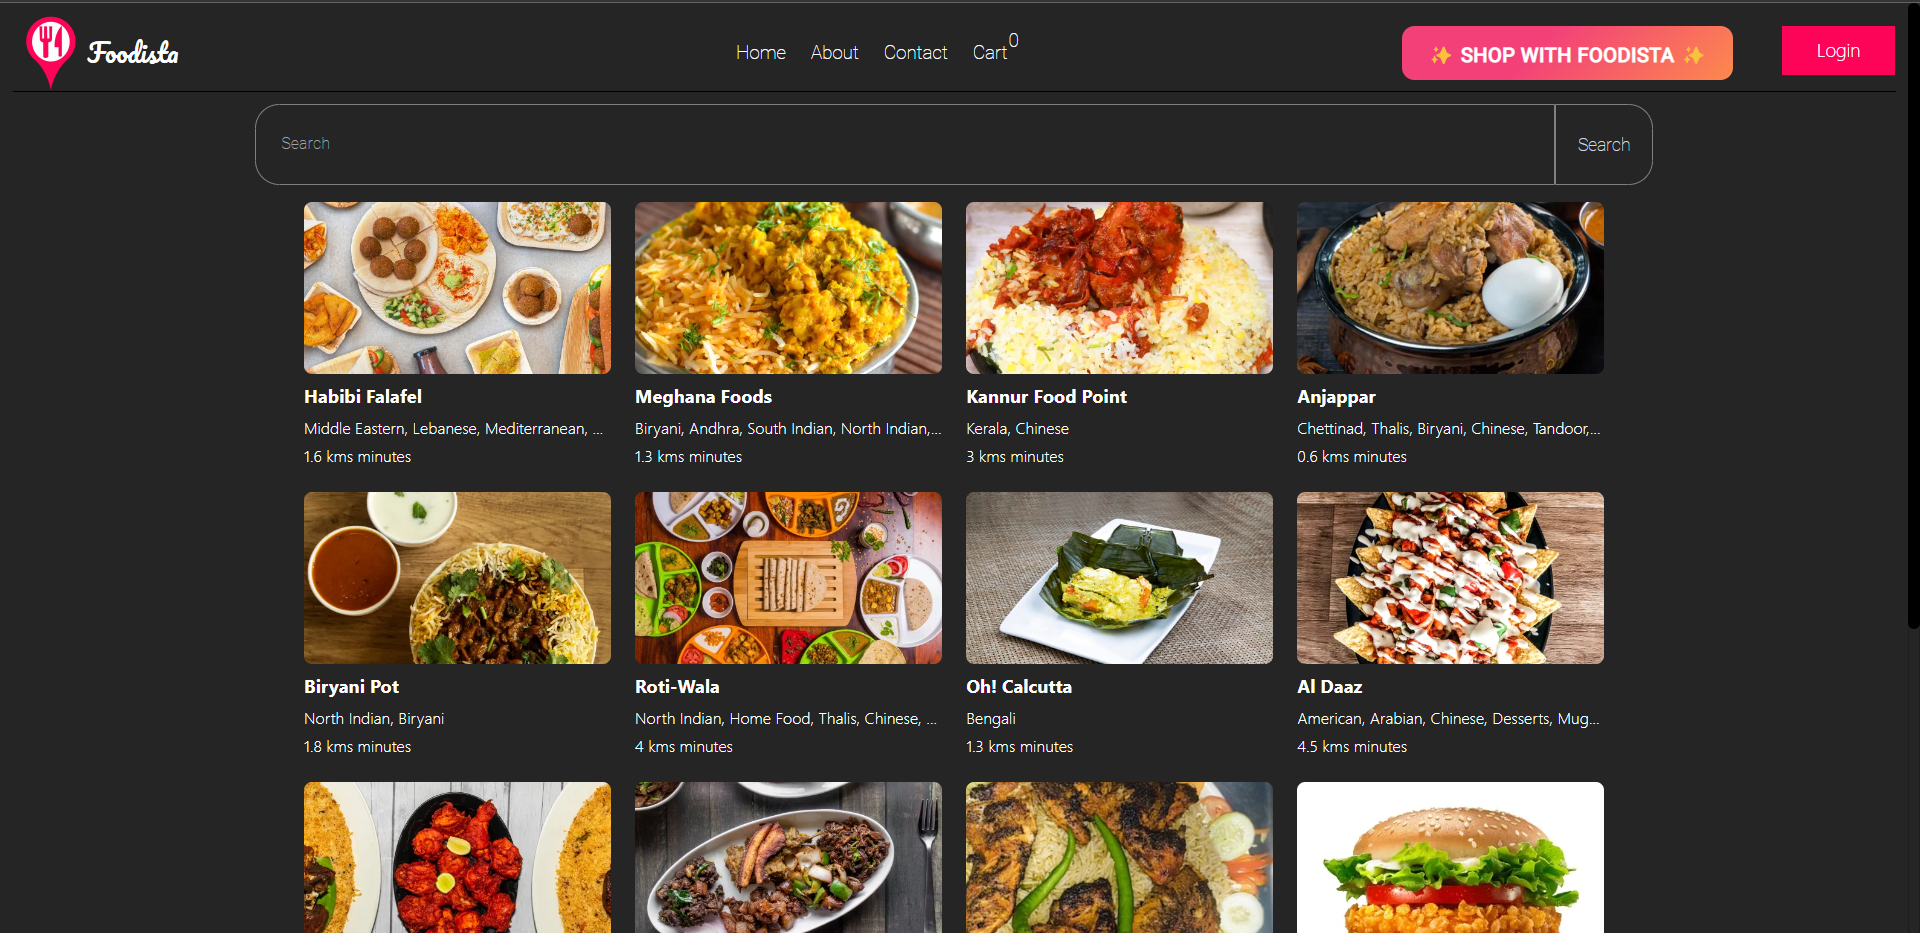 Foodista
Home About Contact Cart 0
✨ SHOP WITH FOODISTA ✨
Login
Search
Search
Habibi Falafel
Middle Eastern, Lebanese, Mediterranean, ...
1.6 kms minutes
Meghana Foods
Biryani, Andhra, South Indian, North Indian,...
1.3 kms minutes
Kannur Food Point
Kerala, Chinese
3 kms minutes
Anjappar
Chettinad, Thalis, Biryani, Chinese, Tandoor,...
0.6 kms minutes
Biryani Pot
North Indian, Biryani
1.8 kms minutes
Roti-Wala
North Indian, Home Food, Thalis, Chinese, ...
4 kms minutes
Oh! Calcutta
Bengali
1.3 kms minutes
Al Daaz
American, Arabian, Chinese, Desserts, Mug...
4.5 kms minutes